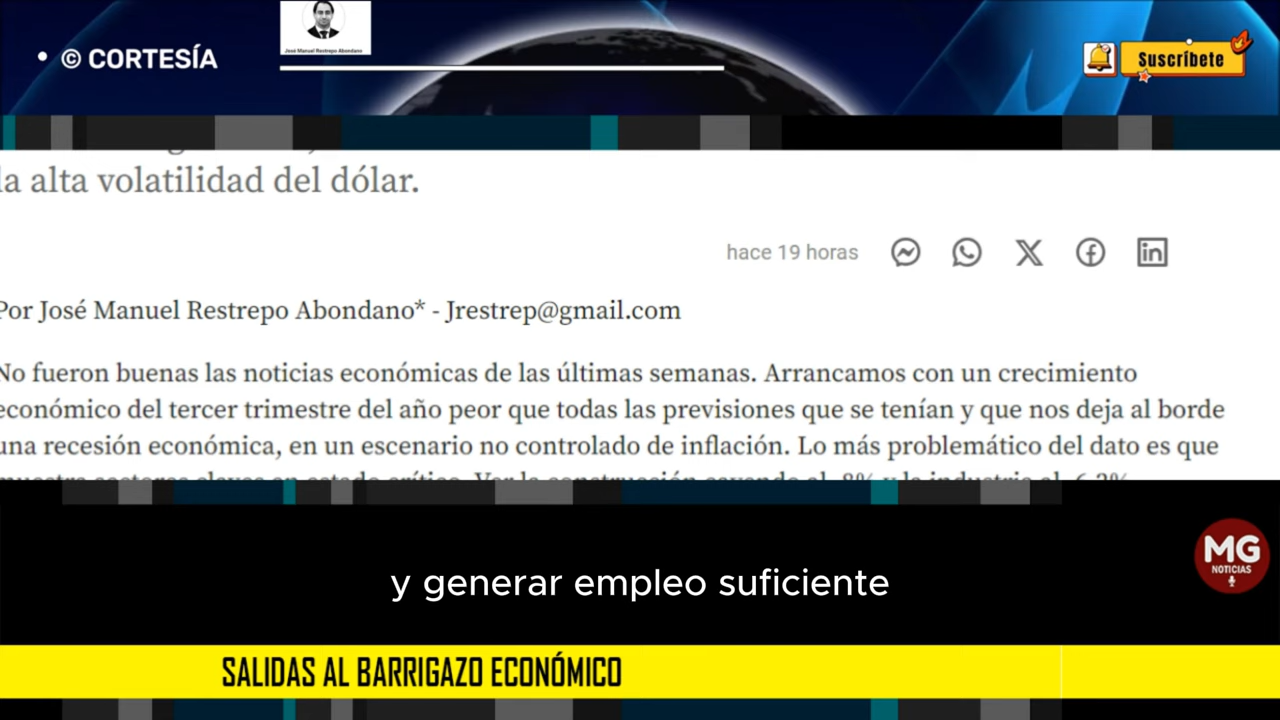 • © CORTESÍA
José Manuel Restrepo Abondano
Suscríbete
la alta volatilidad del dólar.
hace 19 horas
Por José Manuel Restrepo Abondano* - Jrestrep@gmail.com
No fueron buenas las noticias económicas de las últimas semanas. Arrancamos con un crecimiento
económico del tercer trimestre del año peor que todas las previsiones que se tenían y que nos deja al borde
una recesión económica, en un escenario no controlado de inflación. Lo más problemático del dato es que
y generar empleo suficiente
MG
NOTICIAS
SALIDAS AL BARRIGAZO ECONÓMICO